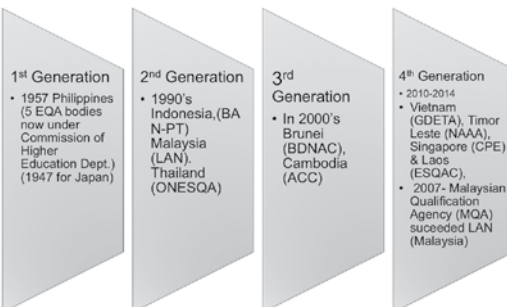 1st Generation
• 1957 Philippines
(5 EQA bodies
now under
Commission of
Higher
Education Dept.)
(1947 for Japan)
2nd Generation
• 1990's
Indonesia,(BA
N-PT)
Malaysia
(LAN).
Thailand
(ONESQA)
3rd
Generation
• In 2000's
Brunei
(BDNAC),
Cambodia
(ACC)
4th Generation
• 2010-2014
• Vietnam
(GDETA), Timor
Leste (NAAA),
Singapore (CPE)
& Laos
(ESQAC),
• 2007- Malaysian
Qualification
Agency (MQA)
suceeded LAN
(Malaysia)